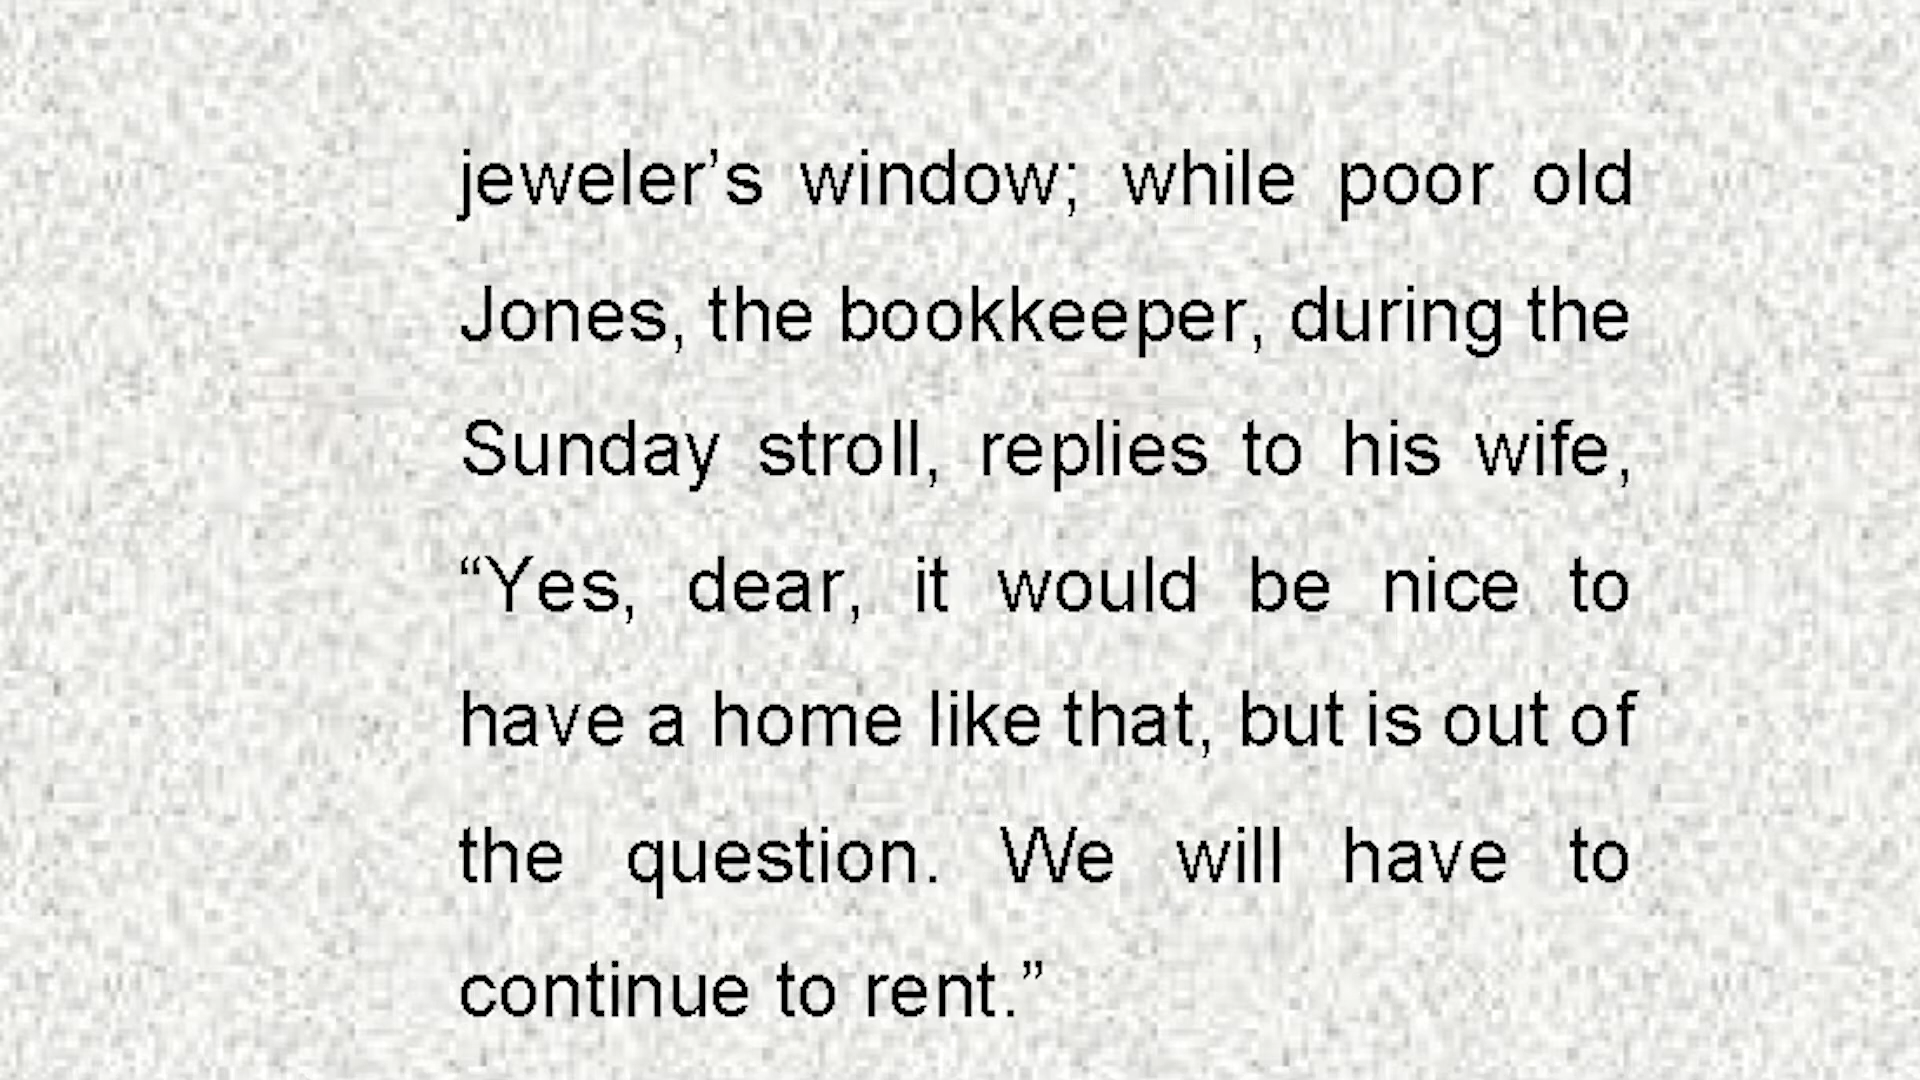 jeweler’s window; while poor old
Jones, the bookkeeper, during the
Sunday stroll, replies to his wife,
“Yes, dear, it would be nice to
have a home like that, but is out of
the question. We will have to
continue to rent.”